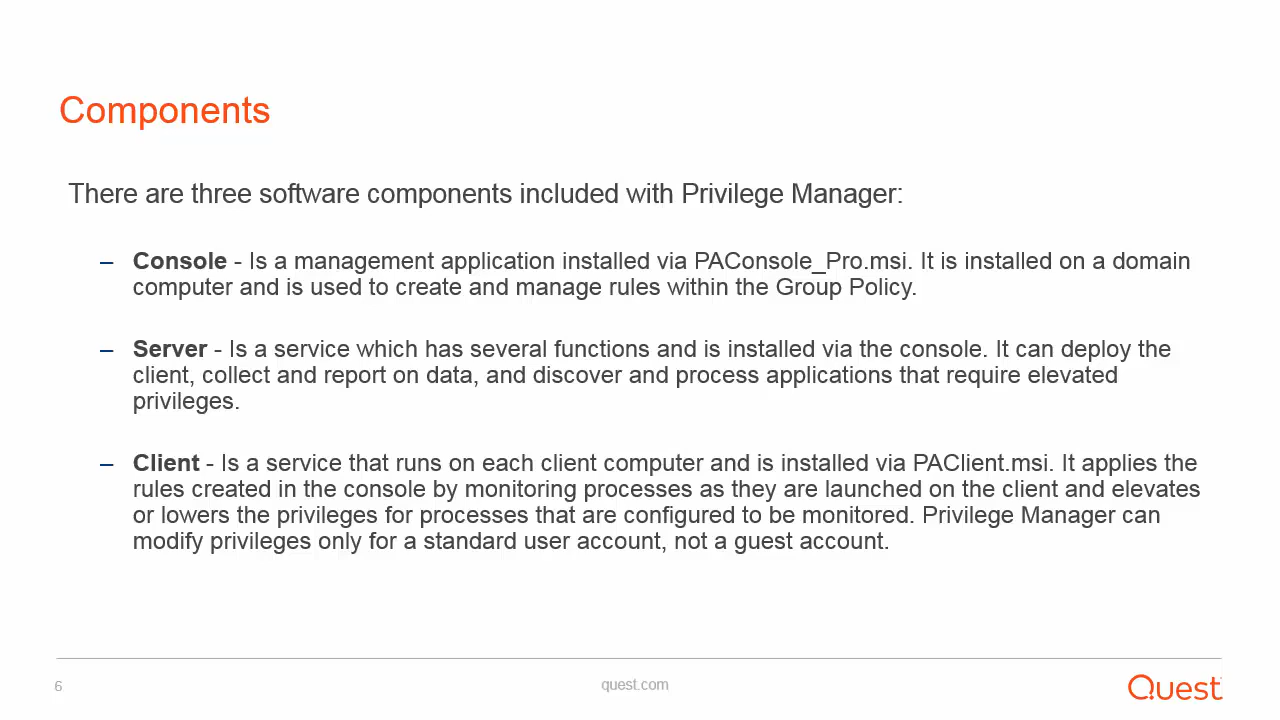 Components
There are three software components included with Privilege Manager:
– Console - Is a management application installed via PAConsole_Pro.msi. It is installed on a domain
computer and is used to create and manage rules within the Group Policy.
– Server - Is a service which has several functions and is installed via the console. It can deploy the
client, collect and report on data, and discover and process applications that require elevated
privileges.
– Client - Is a service that runs on each client computer and is installed via PAClient.msi. It applies the
rules created in the console by monitoring processes as they are launched on the client and elevates
or lowers the privileges for processes that are configured to be monitored. Privilege Manager can
modify privileges only for a standard user account, not a guest account.
6
quest.com
Quest